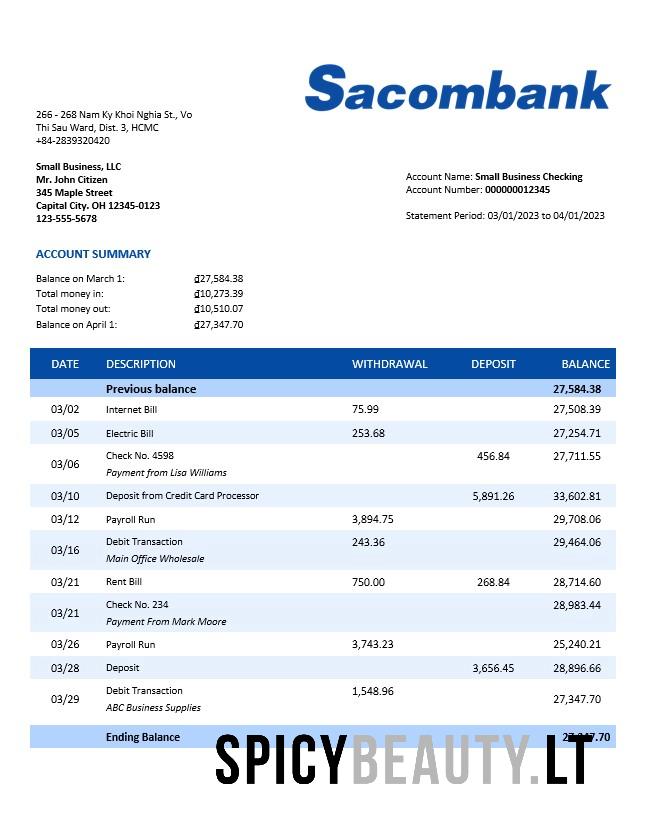 Sacombank
266 - 268 Nam Ky Khoi Nghia St., Vo
Thi Sau Ward, Dist. 3, HCMC
+84-2839320420
Small Business, LLC
Mr. John Citizen
345 Maple Street
Capital City. OH 12345-0123
123-555-5678
Account Name: Small Business Checking
Account Number: 000000012345
Statement Period: 03/01/2023 to 04/01/2023
ACCOUNT SUMMARY
Balance on March 1: ₫27,584.38
Total money in: ₫10,273.39
Total money out: ₫10,510.07
Balance on April 1: ₫27,347.70
DATE DESCRIPTION WITHDRAWAL DEPOSIT BALANCE
Previous balance 27,584.38
03/02 Internet Bill 75.99 27,508.39
03/05 Electric Bill 253.68 27,254.71
03/06 Check No. 4598 456.84 27,711.55
Payment from Lisa Williams
03/10 Deposit from Credit Card Processor 5,891.26 33,602.81
03/12 Payroll Run 3,894.75 29,708.06
03/16 Debit Transaction 243.36 29,464.06
Main Office Wholesale
03/21 Rent Bill 750.00 268.84 28,714.60
03/21 Check No. 234 28,983.44
Payment From Mark Moore
03/26 Payroll Run 3,743.23 25,240.21
03/28 Deposit 3,656.45 28,896.66
03/29 Debit Transaction 1,548.96 27,347.70
ABC Business Supplies
Ending Balance
SPICYBEAUTY.LT